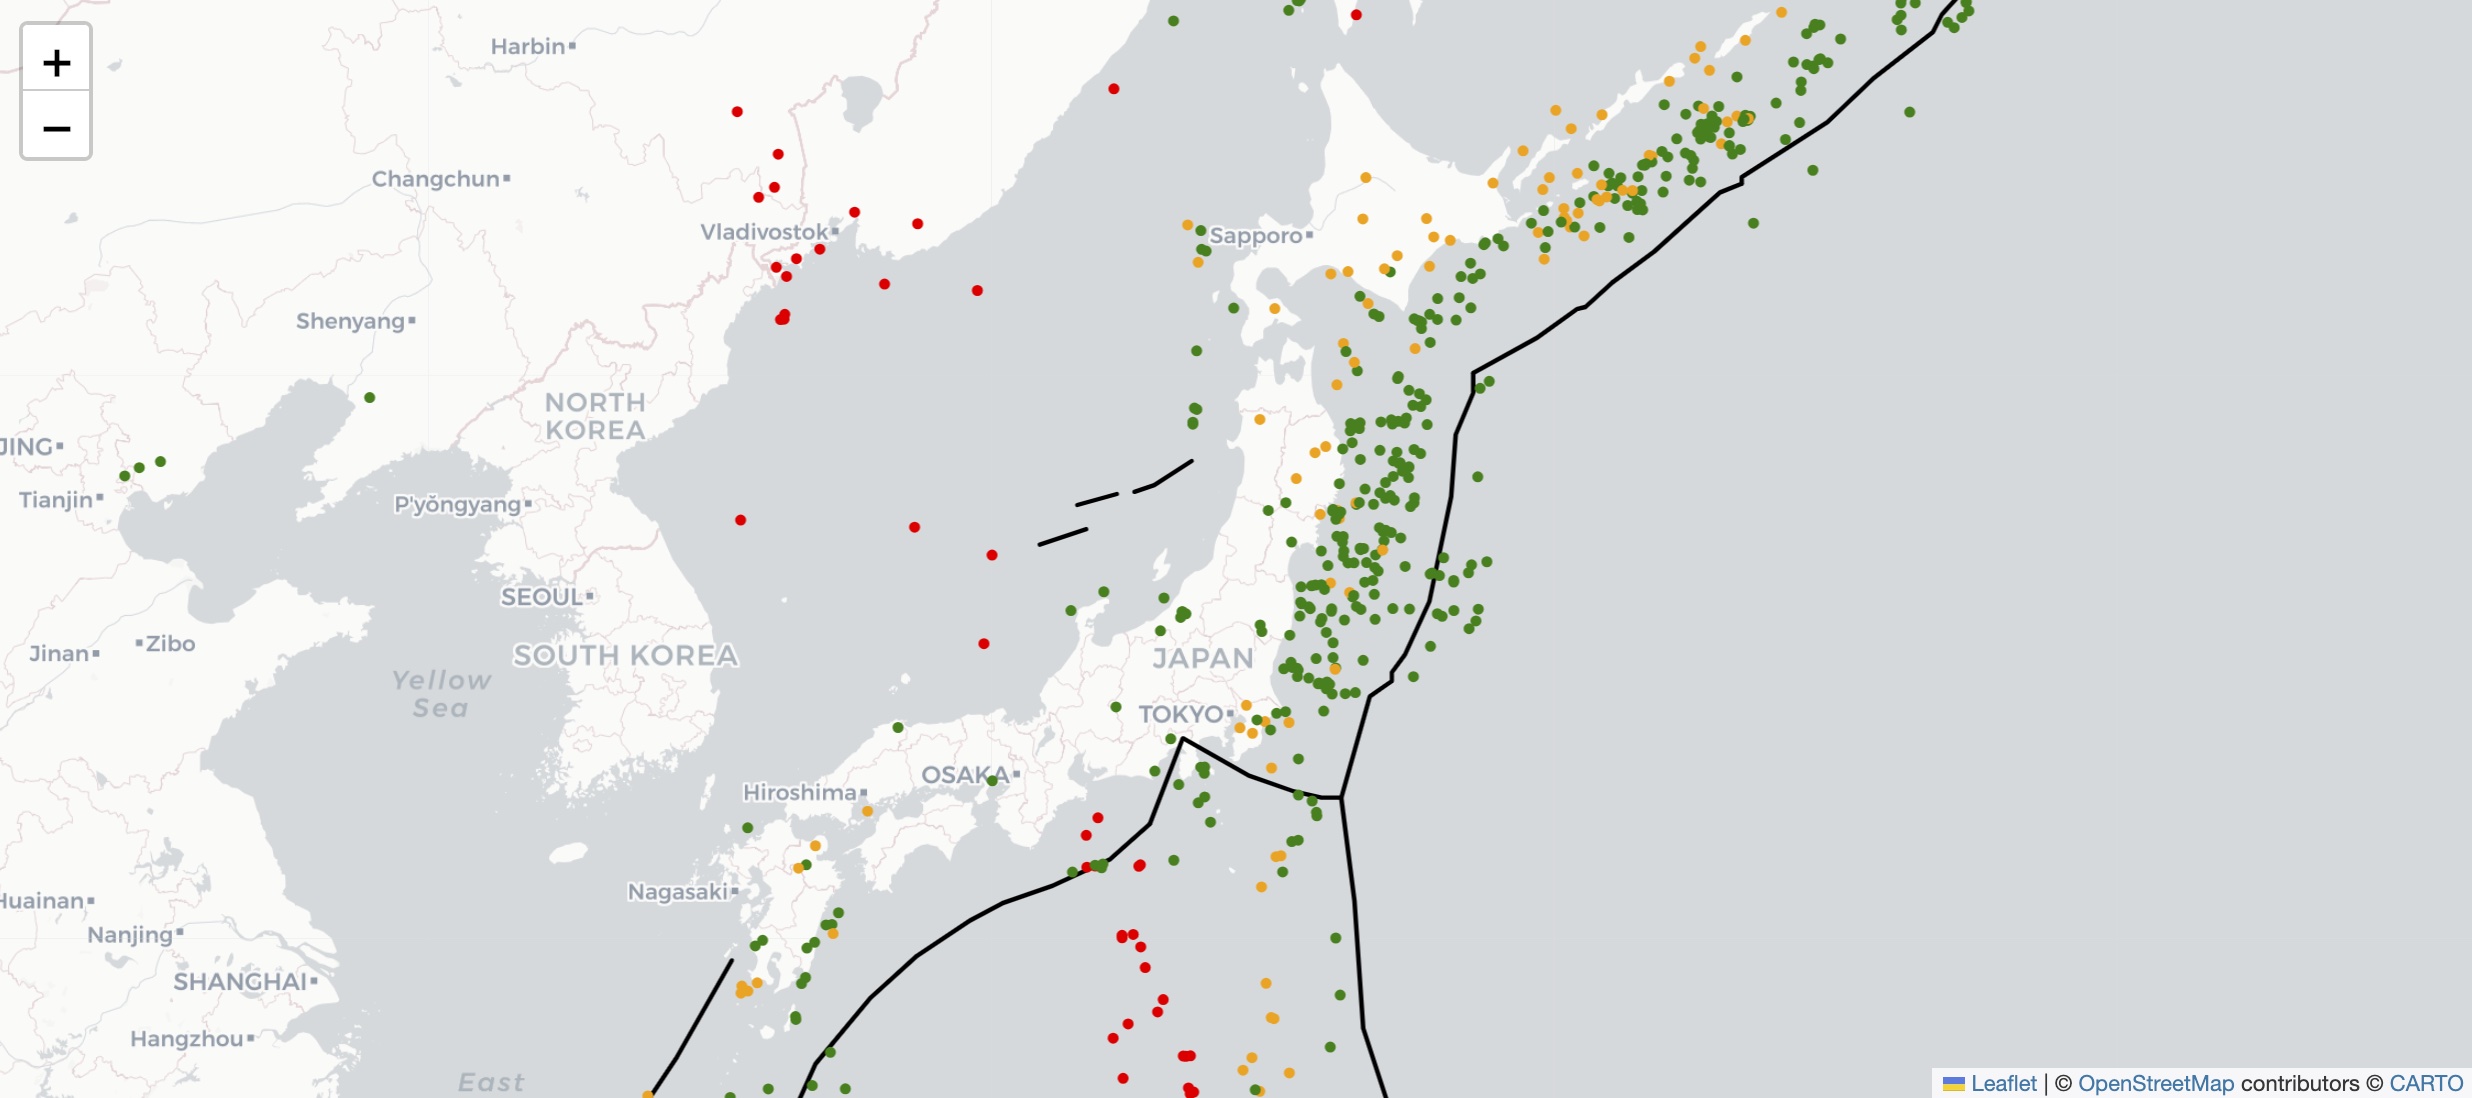 +
−
Harbin
Changchun
Vladivostok
Sapporo
Shenyang
NORTH
KOREA
JING
Tianjin
P'yŏngyang
SEOUL
Zibo
Jinan
SOUTH KOREA
JAPAN
Yellow
Sea
TOKYO
OSAKA
Hiroshima
Nagasaki
Huainan
Nanjing
SHANGHAI
Hangzhou
East
Leaflet | © OpenStreetMap contributors © CARTO